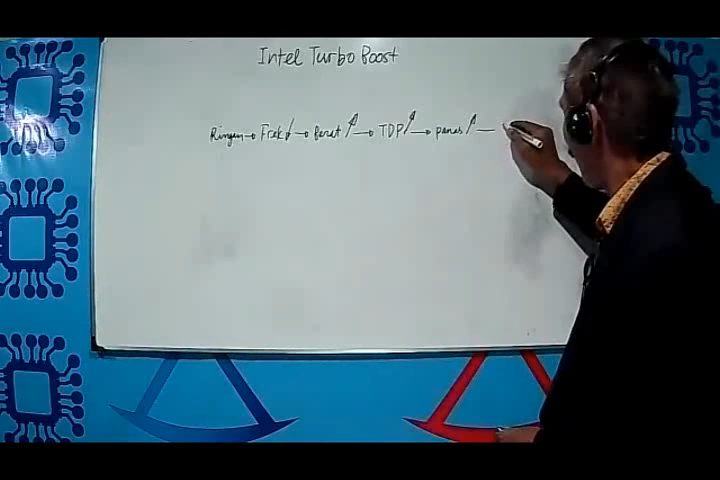 Intel Turbo Boost
Ringan → Frek ↓ → Berat ↑ → TDP ↑ → panas ↑ —